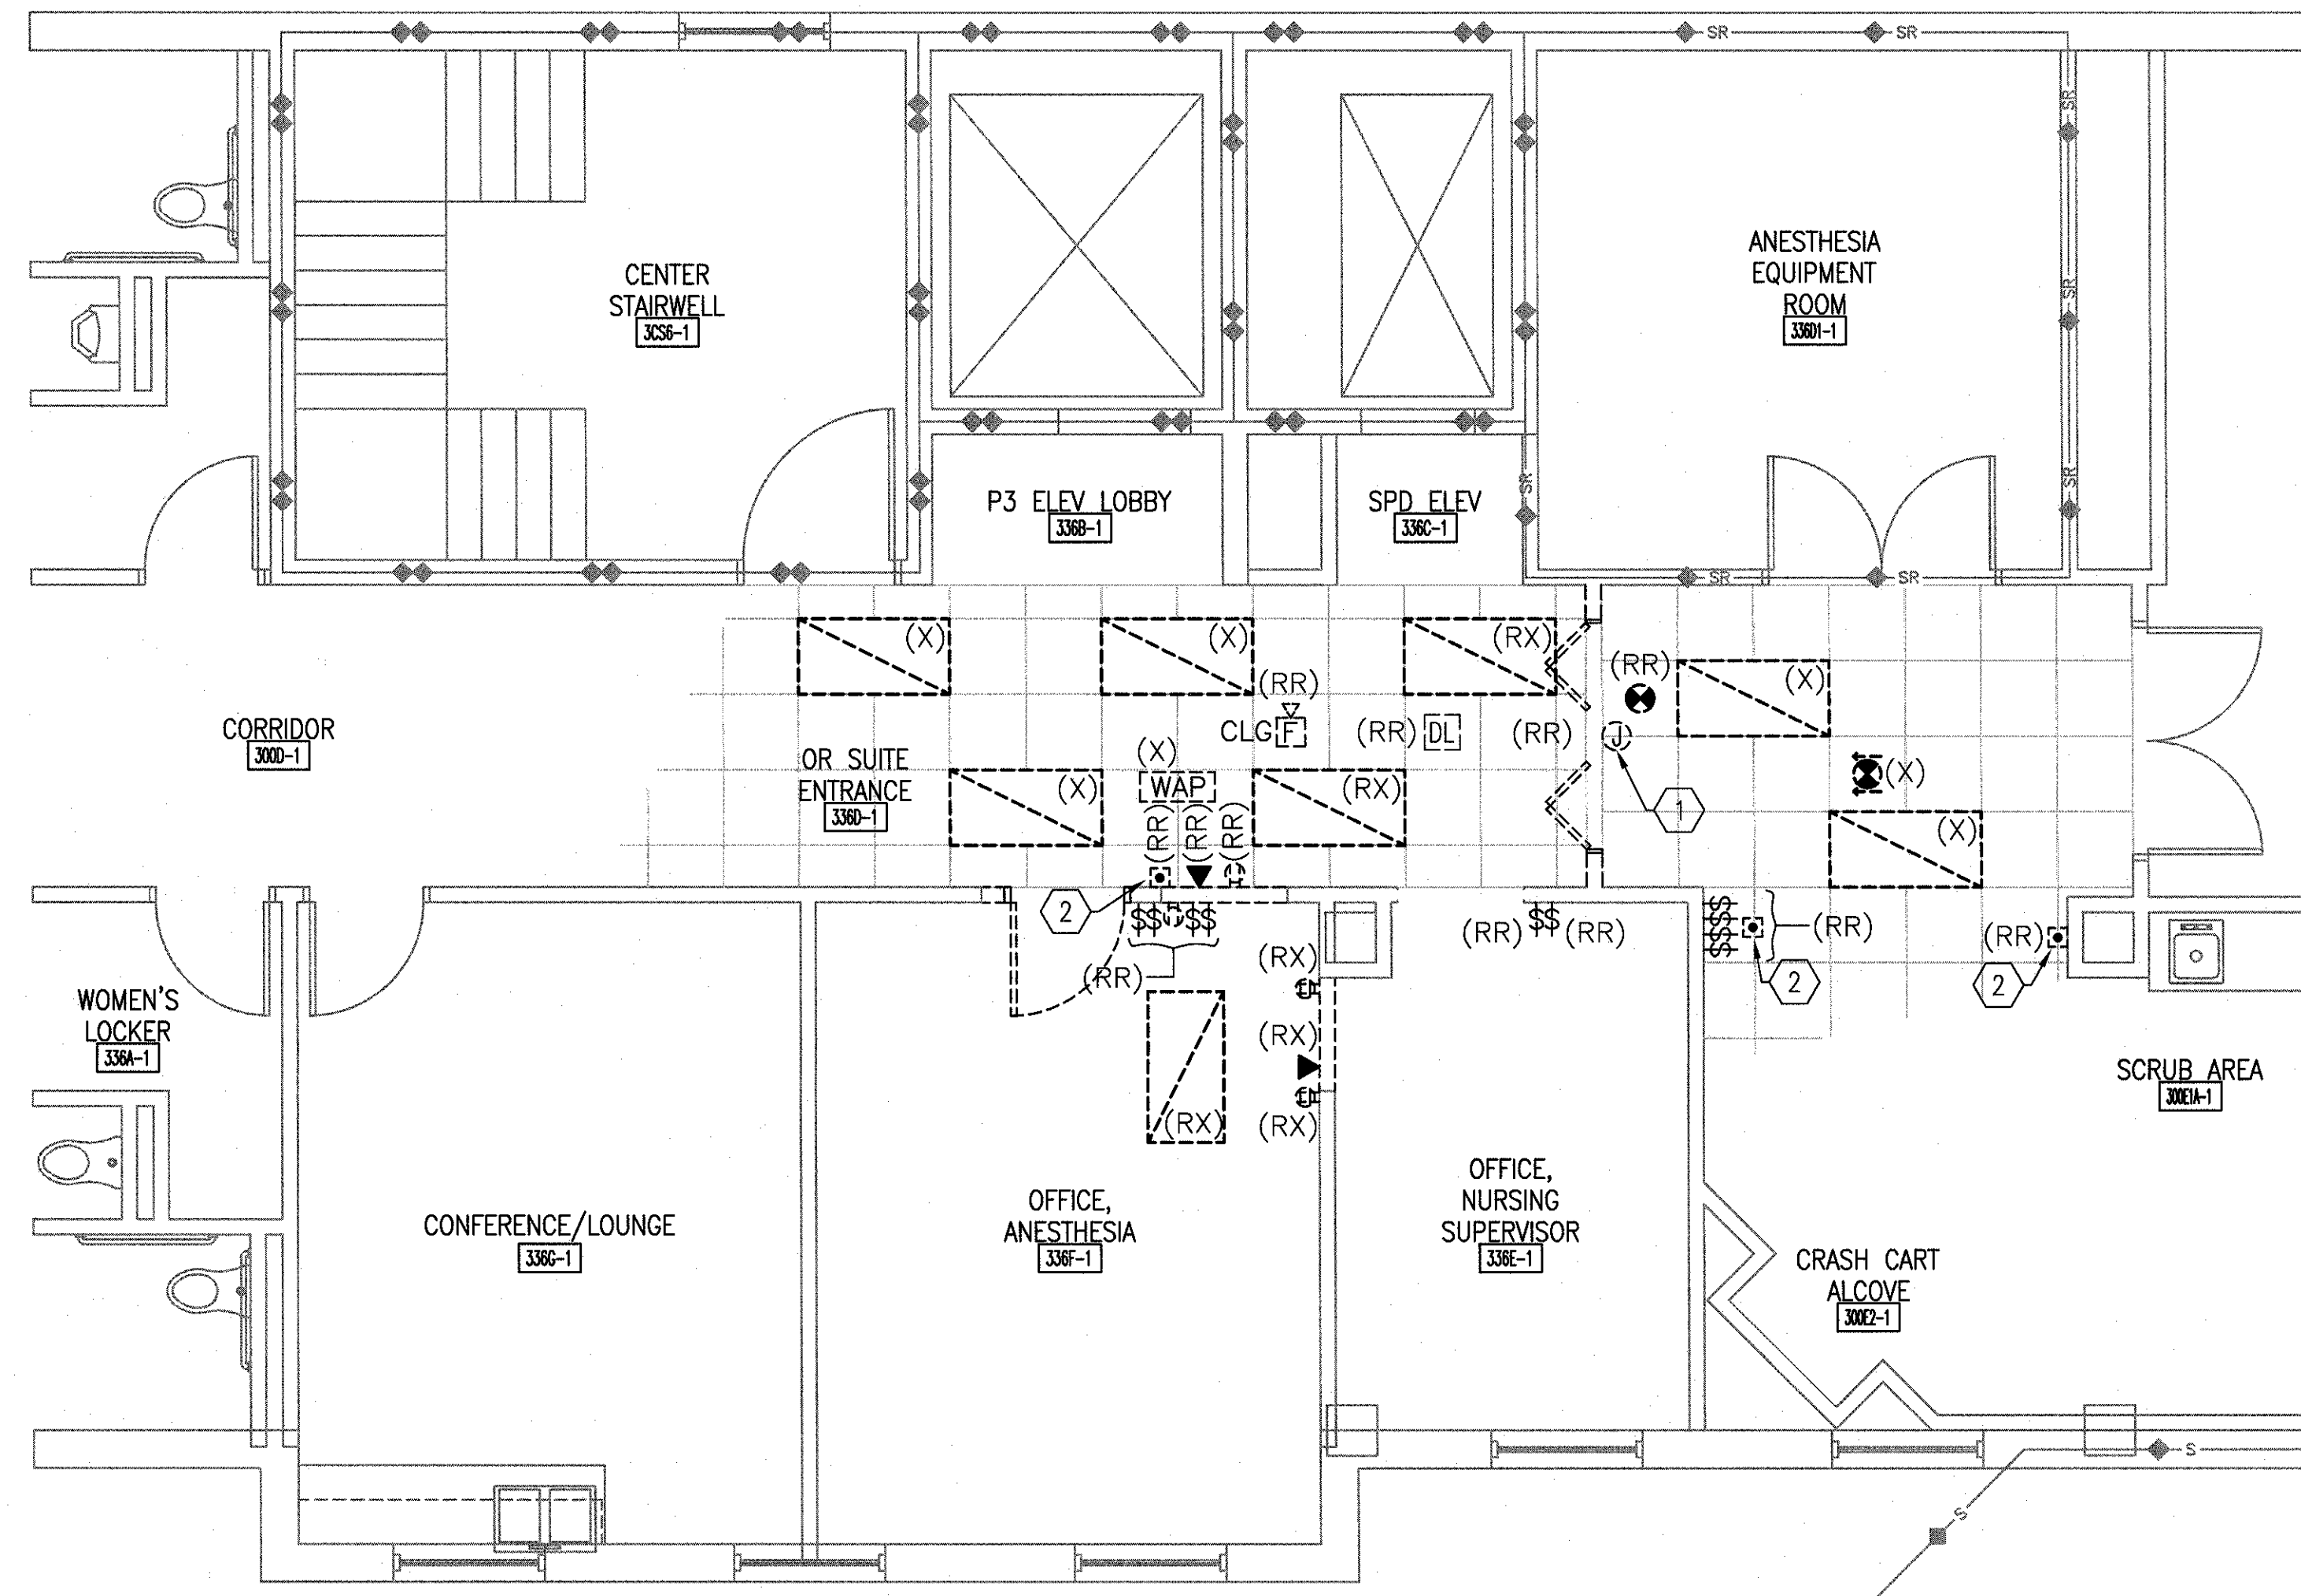 SR
SR
SR
SR
SR
SR
SR
SR
CENTER
STAIRWELL
3CS6-1
ANESTHESIA
EQUIPMENT
ROOM
336D1-1
P3 ELEV LOBBY
336B-1
SPD ELEV
336C-1
CORRIDOR
300D-1
OR SUITE
ENTRANCE
336D-1
(X)
(X)
(RX)
(RR)
CLG F
(RR) DL
(RR)
J
1
(RR)
(X)
(X)
(X)
(X)
WAP
(RX)
(X)
(RR)
(RR)
(RR)
2
$$ $$
(RR)
(RR) $$ (RR)
$$$$
(RR)
2
(RR)
2
(RX)
(RX)
(RX)
(RX)
WOMEN'S
LOCKER
336A-1
CONFERENCE/LOUNGE
336G-1
OFFICE,
ANESTHESIA
336F-1
OFFICE,
NURSING
SUPERVISOR
336E-1
SCRUB AREA
300E1A-1
CRASH CART
ALCOVE
300E2-1
S
S